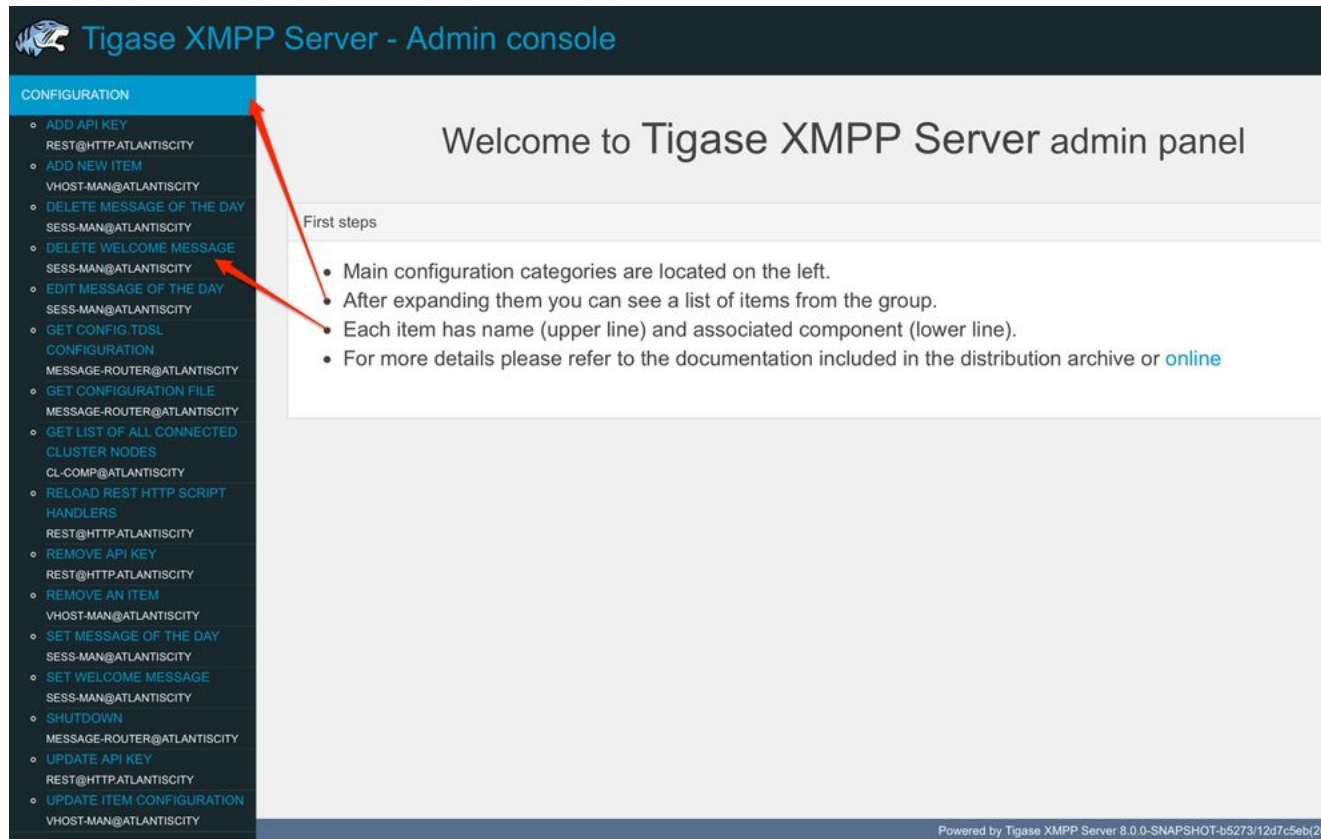 Tigase XMPP Server - Admin console
CONFIGURATION
ADD API KEY
REST@HTTP.ATLANTISCITY
ADD NEW ITEM
VHOST-MAN@ATLANTISCITY
DELETE MESSAGE OF THE DAY
SESS-MAN@ATLANTISCITY
DELETE WELCOME MESSAGE
SESS-MAN@ATLANTISCITY
EDIT MESSAGE OF THE DAY
SESS-MAN@ATLANTISCITY
GET CONFIG.TDSL
CONFIGURATION
MESSAGE-ROUTER@ATLANTISCITY
GET CONFIGURATION FILE
MESSAGE-ROUTER@ATLANTISCITY
GET LIST OF ALL CONNECTED
CLUSTER NODES
CL-COMP@ATLANTISCITY
RELOAD REST HTTP SCRIPT
HANDLERS
REST@HTTP.ATLANTISCITY
REMOVE API KEY
REST@HTTP.ATLANTISCITY
REMOVE AN ITEM
VHOST-MAN@ATLANTISCITY
SET MESSAGE OF THE DAY
SESS-MAN@ATLANTISCITY
SET WELCOME MESSAGE
SESS-MAN@ATLANTISCITY
SHUTDOWN
MESSAGE-ROUTER@ATLANTISCITY
UPDATE API KEY
REST@HTTP.ATLANTISCITY
UPDATE ITEM CONFIGURATION
VHOST-MAN@ATLANTISCITY
Welcome to Tigase XMPP Server admin panel
First steps
Main configuration categories are located on the left.
After expanding them you can see a list of items from the group.
Each item has name (upper line) and associated component (lower line).
For more details please refer to the documentation included in the distribution archive or online
Powered by Tigase XMPP Server 8.0.0-SNAPSHOT-b5273/12d7c5eb(2